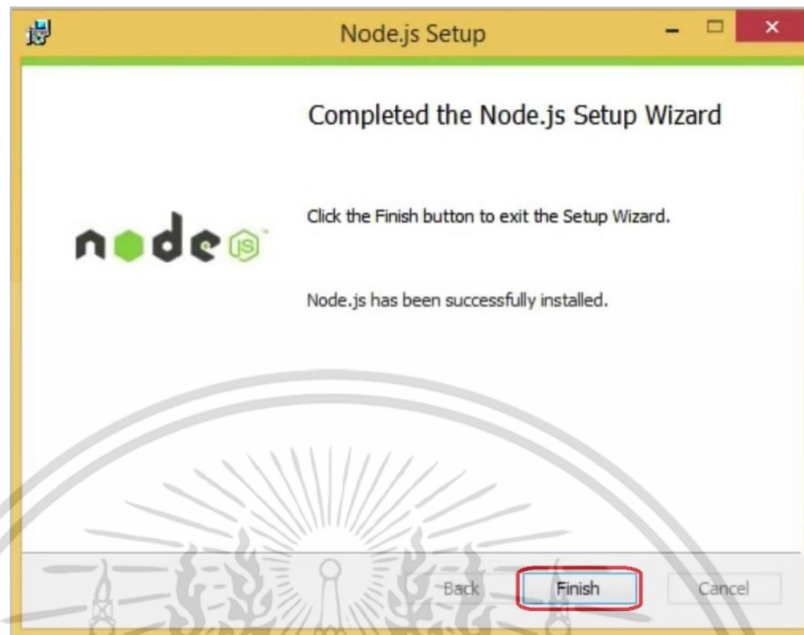 Node.js Setup
Completed the Node.js Setup Wizard
Click the Finish button to exit the Setup Wizard.
node JS™
Node.js has been successfully installed.
Back Finish Cancel